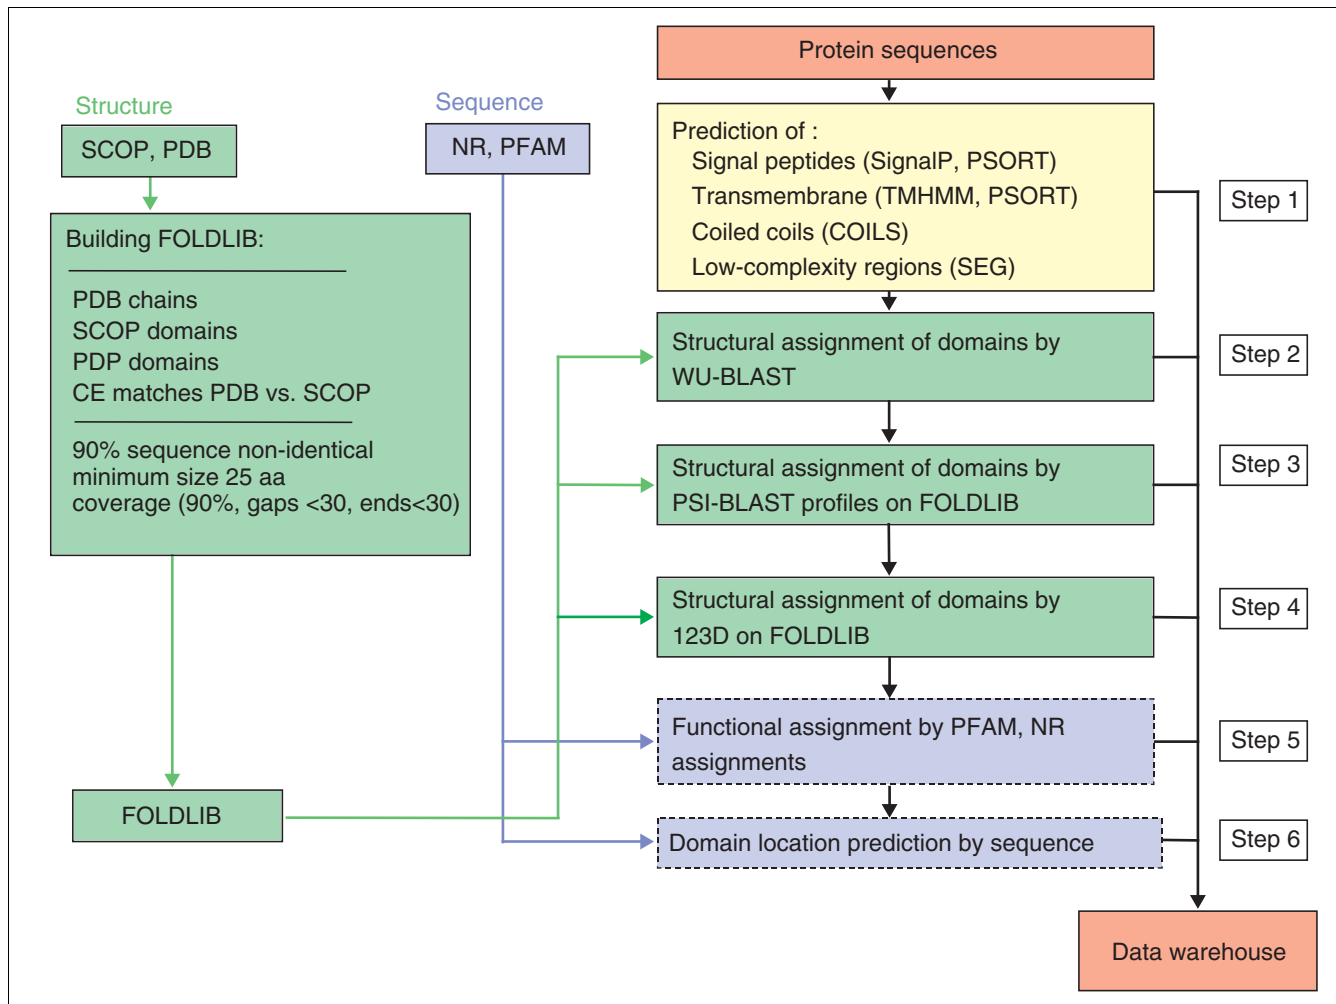 Protein sequences
Structure
Sequence
SCOP, PDB
NR, PFAM
Prediction of :
Signal peptides (SignalP, PSORT)
Transmembrane (TMHMM, PSORT)
Coiled coils (COILS)
Low-complexity regions (SEG)
Step 1
Building FOLDLIB:
PDB chains
SCOP domains
PDP domains
CE matches PDB vs. SCOP
90% sequence non-identical
minimum size 25 aa
coverage (90%, gaps <30, ends<30)
Structural assignment of domains by
WU-BLAST
Step 2
Structural assignment of domains by
PSI-BLAST profiles on FOLDLIB
Step 3
Structural assignment of domains by
123D on FOLDLIB
Step 4
Functional assignment by PFAM, NR
assignments
Step 5
FOLDLIB
Domain location prediction by sequence
Step 6
Data warehouse